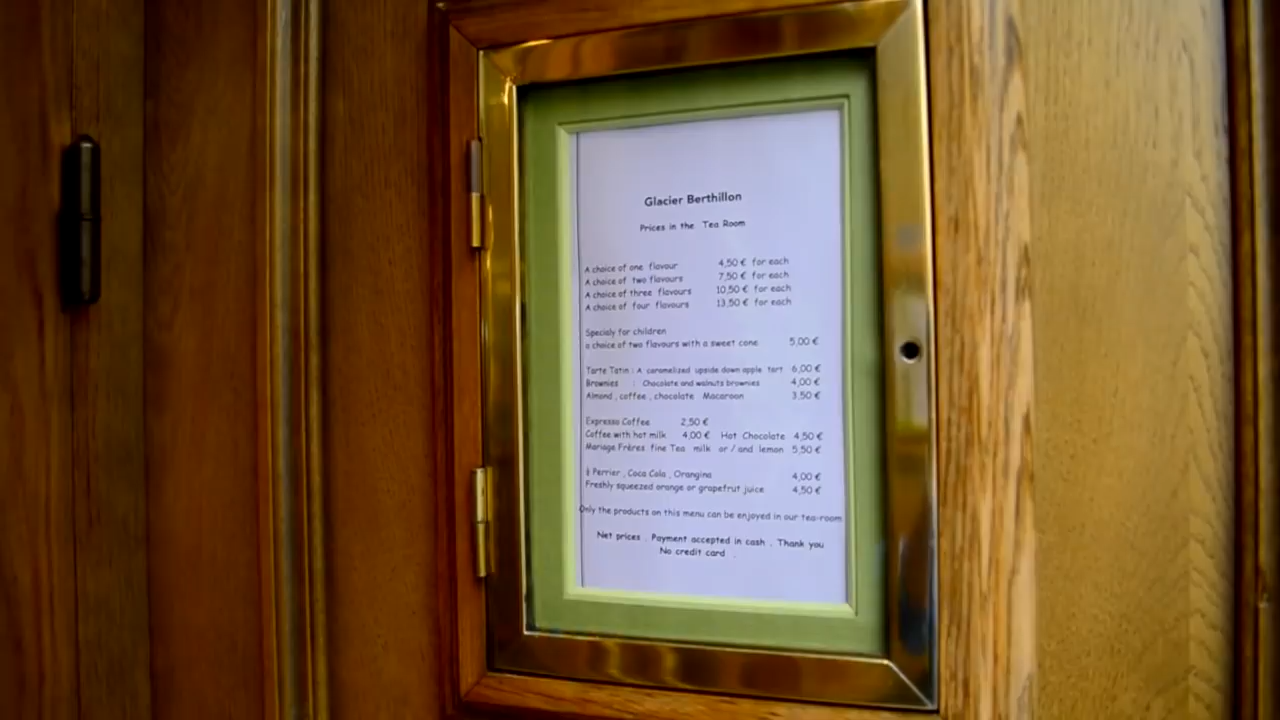 Glacier Berthillon
Prices in the Tea Room
A choice of one flavour 4,50 € for each
A choice of two flavours 7,50 € for each
A choice of three flavours 10,50 € for each
A choice of four flavours 13,50 € for each
Specialy for children
a choice of two flavours with a sweet cone 5,00 €
Tarte Tatin : A caramelized upside down apple tart 6,00 €
Brownies : Chocolate and walnuts brownies 4,00 €
Almond , coffee , chocolate Macaroon 3,50 €
Expresso Coffee 2,50 €
Coffee with hot milk 4,00 € Hot Chocolate 4,50 €
Mariage Frères fine Tea milk or / and lemon 5,50 €
Perrier , Coca Cola , Orangina 4,00 €
Freshly squeezed orange or grapefruit juice 4,50 €
Only the products on this menu can be enjoyed in our tea-room
Net prices . Payment accepted in cash . Thank you
No credit card .